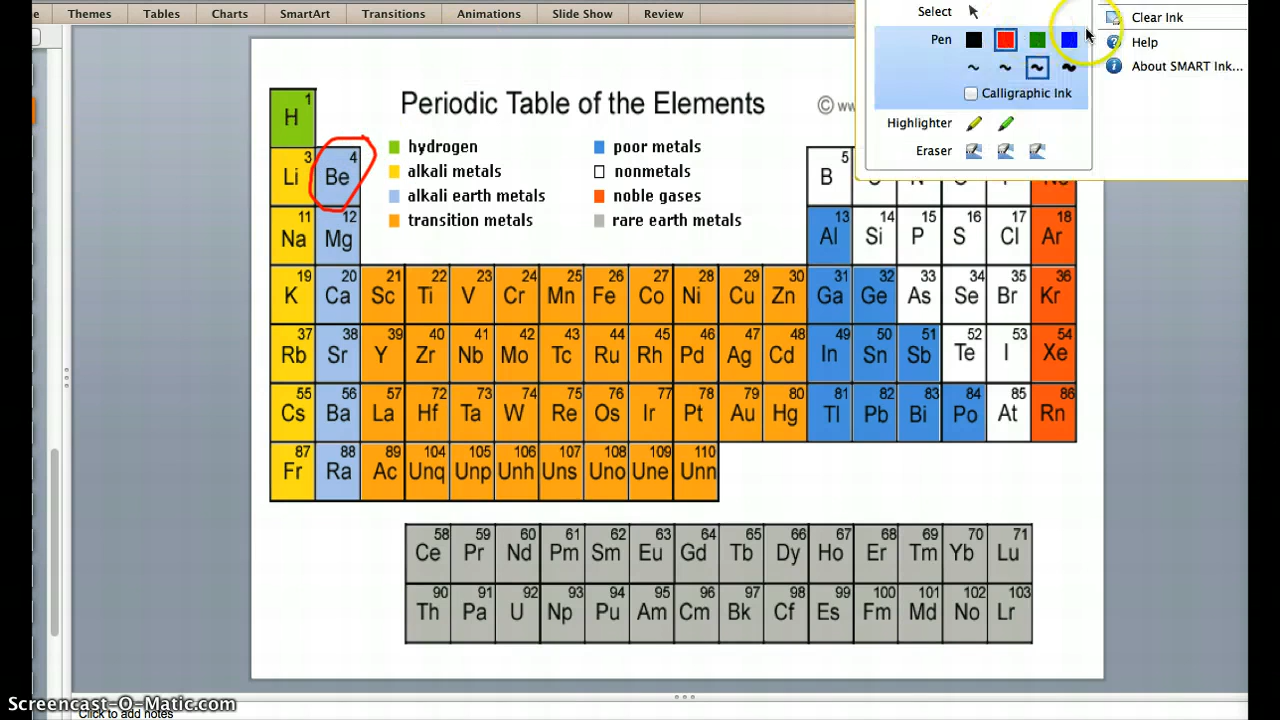 Themes Tables Charts SmartArt Transitions Animations Slide Show Review
Select
Pen
Calligraphic Ink
Highlighter
Eraser
Clear Ink
Help
About SMART Ink...
Periodic Table of the Elements © www
hydrogen poor metals
alkali metals nonmetals
alkali earth metals noble gases
transition metals rare earth metals
1
H
3 4 5
Li Be B
11 12 13 14 15 16 17 18
Na Mg Al Si P S Cl Ar
19 20 21 22 23 24 25 26 27 28 29 30 31 32 33 34 35 36
K Ca Sc Ti V Cr Mn Fe Co Ni Cu Zn Ga Ge As Se Br Kr
37 38 39 40 41 42 43 44 45 46 47 48 49 50 51 52 53 54
Rb Sr Y Zr Nb Mo Tc Ru Rh Pd Ag Cd In Sn Sb Te I Xe
55 56 57 72 73 74 75 76 77 78 79 80 81 82 83 84 85 86
Cs Ba La Hf Ta W Re Os Ir Pt Au Hg Tl Pb Bi Po At Rn
87 88 89 104 105 106 107 108 109 110
Fr Ra Ac Unq Unp Unh Uns Uno Une Unn
58 59 60 61 62 63 64 65 66 67 68 69 70 71
Ce Pr Nd Pm Sm Eu Gd Tb Dy Ho Er Tm Yb Lu
90 91 92 93 94 95 96 97 98 99 100 101 102 103
Th Pa U Np Pu Am Cm Bk Cf Es Fm Md No Lr
Screencast-O-Matic.com
Click to add notes